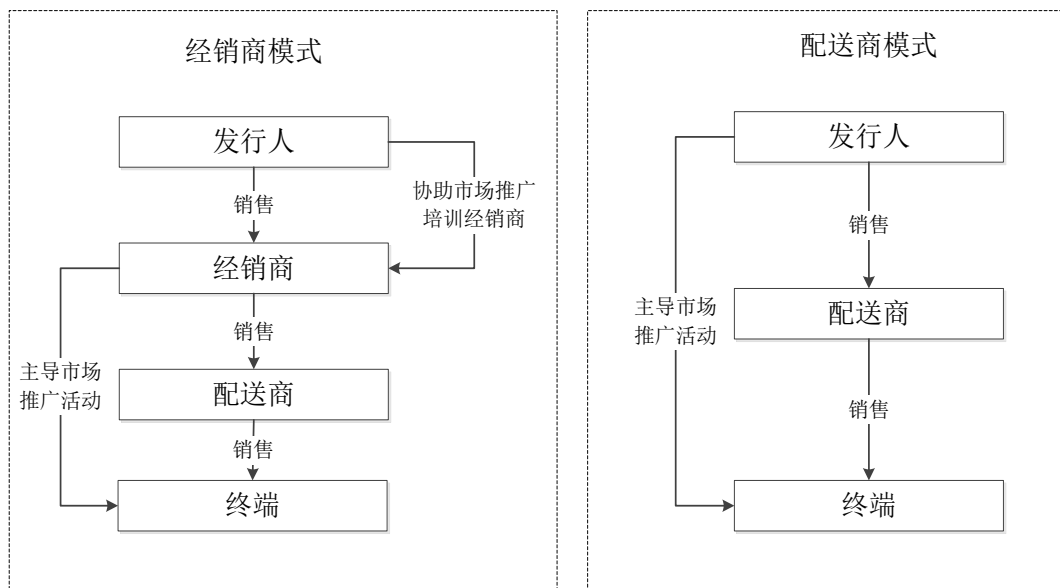 经销商模式
发行人
销售
协助市场推广
培训经销商
经销商
销售
主导市场
推广活动
配送商
销售
终端
配送商模式
发行人
销售
主导市场
推广活动
配送商
销售
终端